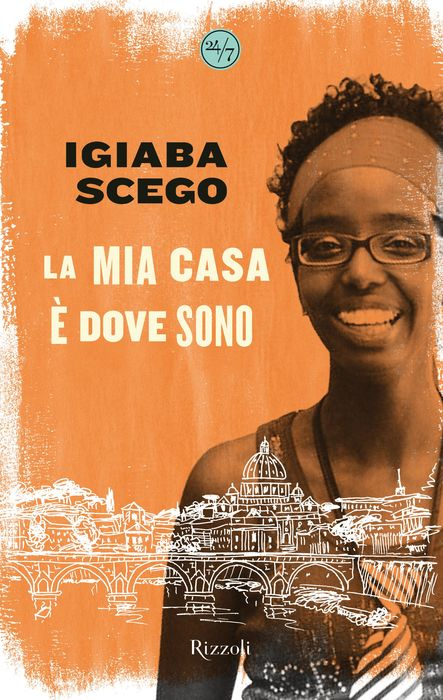 24/7
IGIABA
SCEGO
LA MIA CASA
È DOVE SONO
Rizzoli